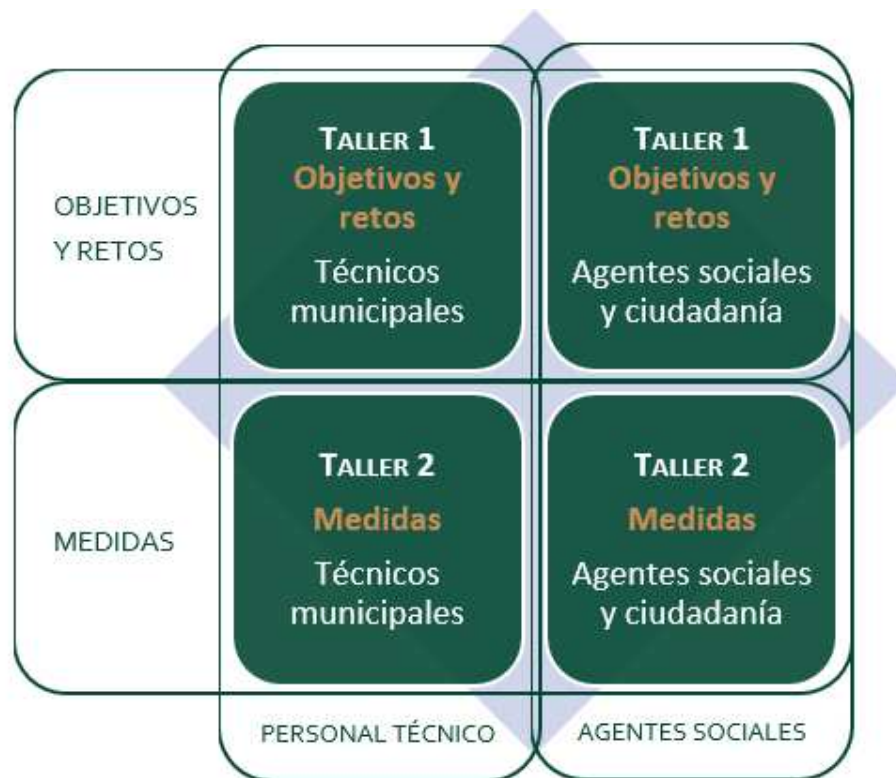 OBJETIVOS
Y RETOS
TALLER 1
Objetivos y
retos
Técnicos
municipales
TALLER 1
Objetivos y
retos
Agentes sociales
y ciudadanía
MEDIDAS
TALLER 2
Medidas
Técnicos
municipales
TALLER 2
Medidas
Agentes sociales
y ciudadanía
PERSONAL TÉCNICO
AGENTES SOCIALES